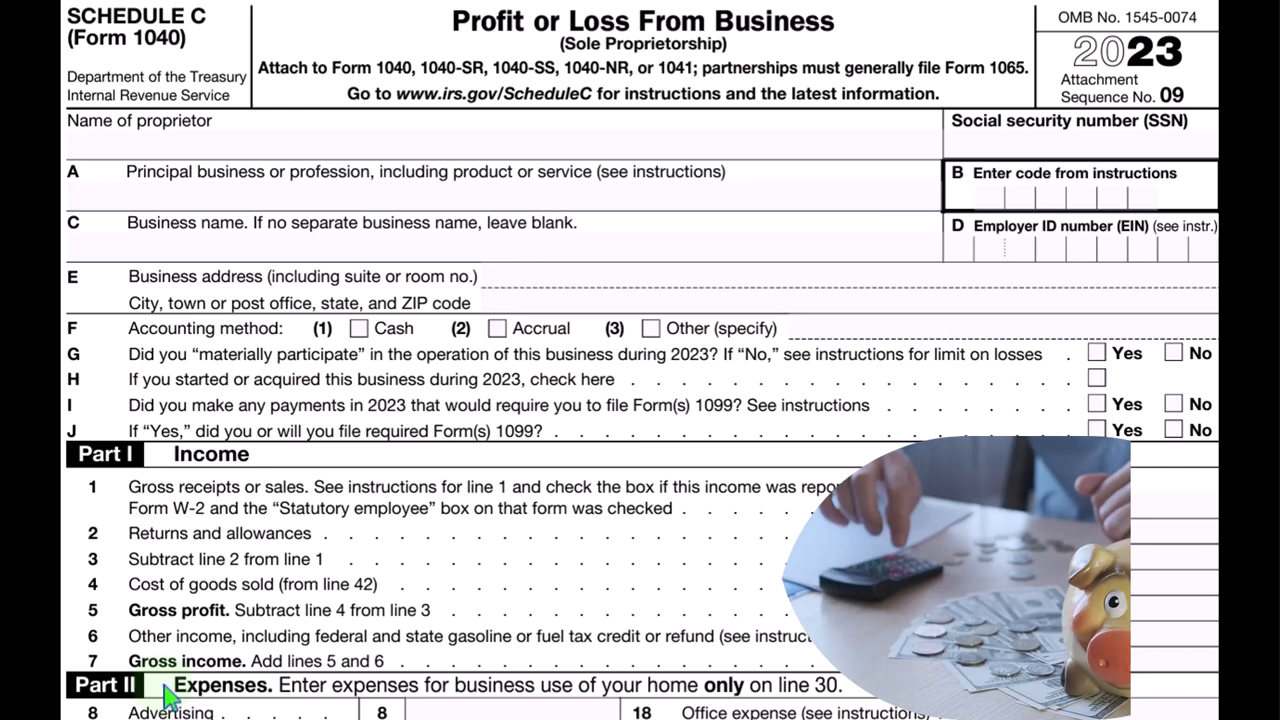 SCHEDULE C
(Form 1040)
Department of the Treasury
Internal Revenue Service
Profit or Loss From Business
(Sole Proprietorship)
Attach to Form 1040, 1040-SR, 1040-SS, 1040-NR, or 1041; partnerships must generally file Form 1065.
Go to www.irs.gov/ScheduleC for instructions and the latest information.
OMB No. 1545-0074
2023
Attachment
Sequence No. 09
Name of proprietor
Social security number (SSN)
A Principal business or profession, including product or service (see instructions)
B Enter code from instructions
C Business name. If no separate business name, leave blank.
D Employer ID number (EIN) (see instr.)
E Business address (including suite or room no.)
City, town or post office, state, and ZIP code
F Accounting method: (1) Cash (2) Accrual (3) Other (specify)
G Did you “materially participate” in the operation of this business during 2023? If “No,” see instructions for limit on losses . Yes No
H If you started or acquired this business during 2023, check here . . . . . . . . . . . . . . . . .
I Did you make any payments in 2023 that would require you to file Form(s) 1099? See instructions . . . . . . . Yes No
J If “Yes,” did you or will you file required Form(s) 1099? . . . . . . . . . . . . . . . . . . Yes No
Part I Income
1 Gross receipts or sales. See instructions for line 1 and check the box if this income was
Form W-2 and the “Statutory employee” box on that form was checked . . . .
2 Returns and allowances . . . . . . . . . . . . . . .
3 Subtract line 2 from line 1 . . . . . . . . . . . . . .
4 Cost of goods sold (from line 42) . . . . . . . . . . . . .
5 Gross profit. Subtract line 4 from line 3 . . . . . . . . . . .
6 Other income, including federal and state gasoline or fuel tax credit or refund (see
7 Gross income. Add lines 5 and 6 . . . . . . . . . . . . .
Part II Expenses. Enter expenses for business use of your home only on line 30.
8 Advertising . . . . . 8
18 Office expense (see instructions)